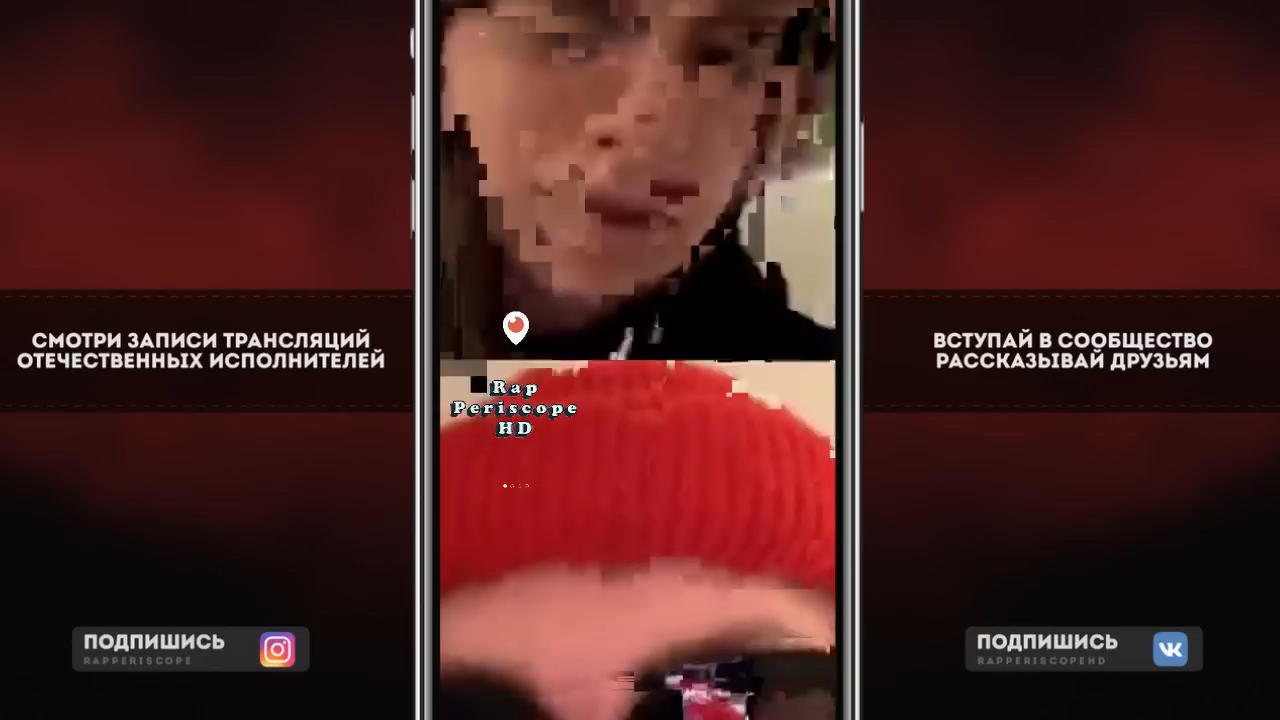 СМОТРИ ЗАПИСИ ТРАНСЛЯЦИЙ
ОТЕЧЕСТВЕННЫХ ИСПОЛНИТЕЛЕЙ
ВСТУПАЙ В СООБЩЕСТВО
РАССКАЗЫВАЙ ДРУЗЬЯМ
Rap
Periscope
HD
ПОДПИШИСЬ
RAPPERISCOPE
ПОДПИШИСЬ
RAPPERISCOPEHD